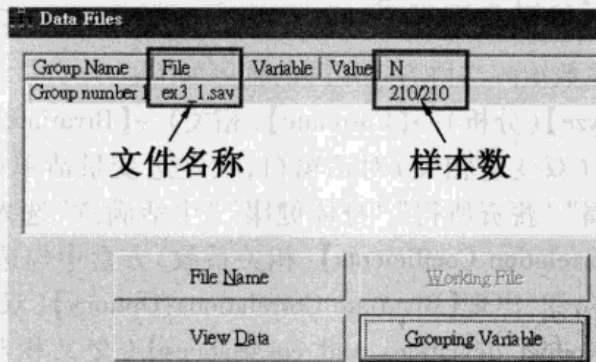 Data Files
Group Name File Variable Value N
Group number 1 ex3_1.sav 210/210
文件名称 样本数
File Name Working File
View Data Grouping Variable